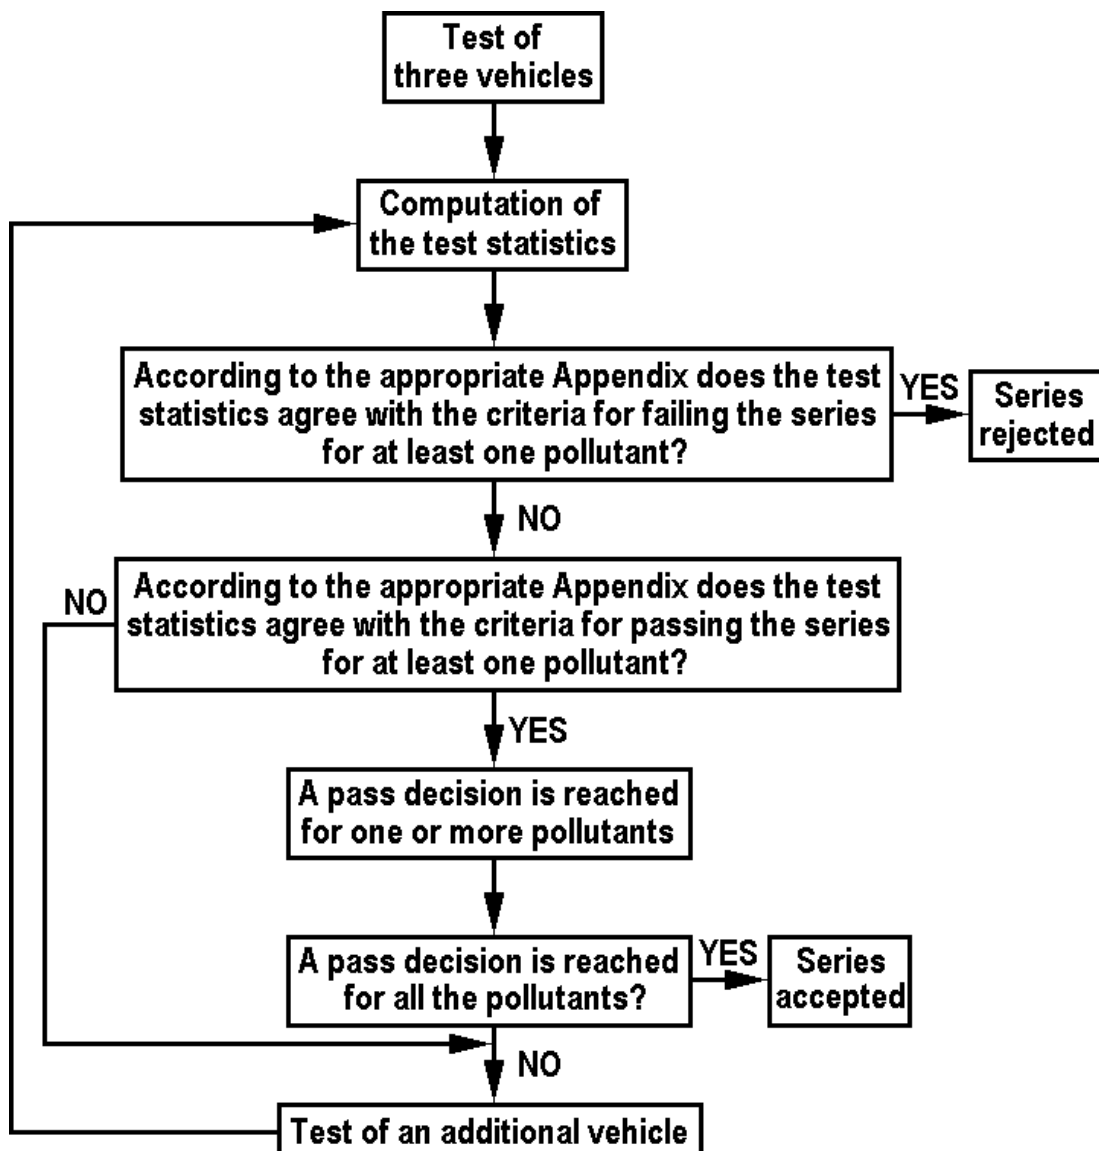 Test of
three vehicles
Computation of
the test statistics
According to the appropriate Appendix does the test
statistics agree with the criteria for failing the series
for at least one pollutant?
YES
Series
rejected
NO
According to the appropriate Appendix does the test
statistics agree with the criteria for passing the series
for at least one pollutant?
NO
YES
A pass decision is reached
for one or more pollutants
A pass decision is reached
for all the pollutants?
YES
Series
accepted
NO
Test of an additional vehicle